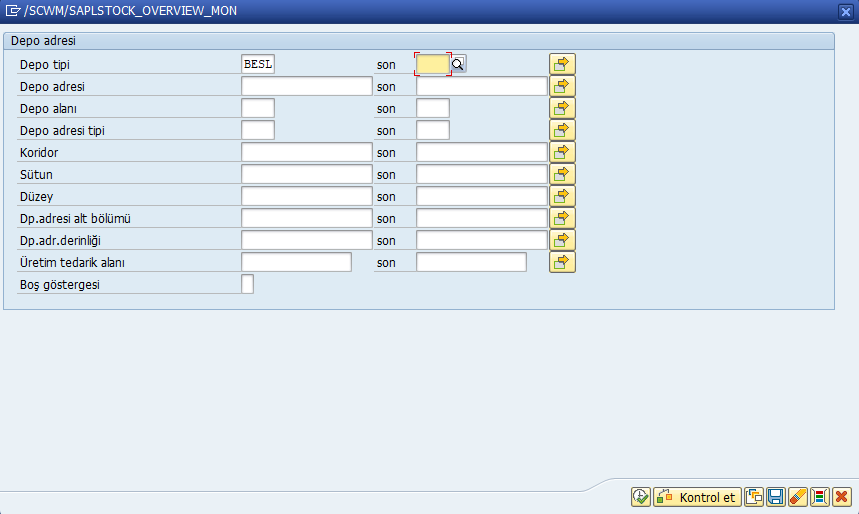 /SCWM/SAPLSTOCK_OVERVIEW_MON
Depo adresi
Depo tipi BESL son
Depo adresi son
Depo alanı son
Depo adresi tipi son
Koridor son
Sütun son
Düzey son
Dp.adresi alt bölümü son
Dp.adr.derinliği son
Üretim tedarik alanı son
Boş göstergesi
Kontrol et